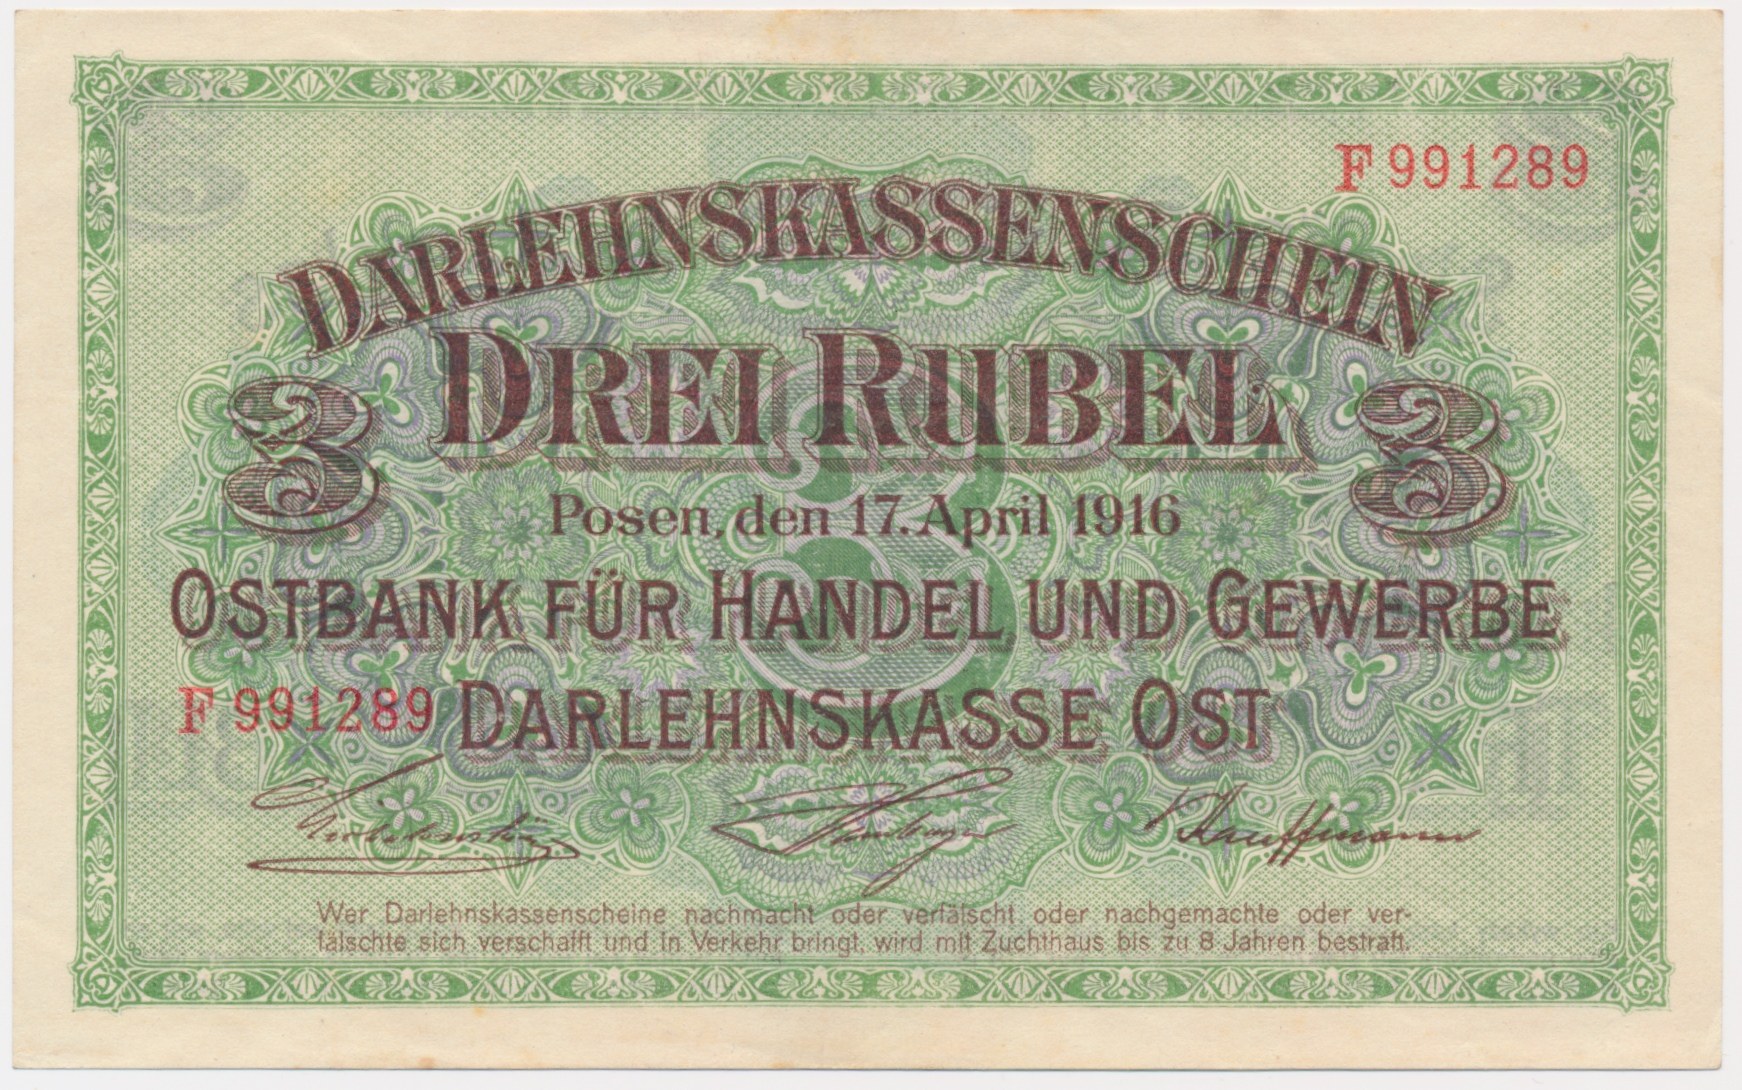 F 991289
DARLEHNSKASSENSCHEIN
DREI RUBEL
3 3
Posen, den 17. April 1916
OSTBANK FÜR HANDEL UND GEWERBE
F 991289 DARLEHNSKASSE OST
Kauffmann
Wer Darlehnskassenscheine nachmacht oder verfälscht, oder nachgemachte oder ver-
fälschte sich verschafft und in Verkehr bringt, wird mit Zuchthaus bis zu 8 Jahren bestraft.